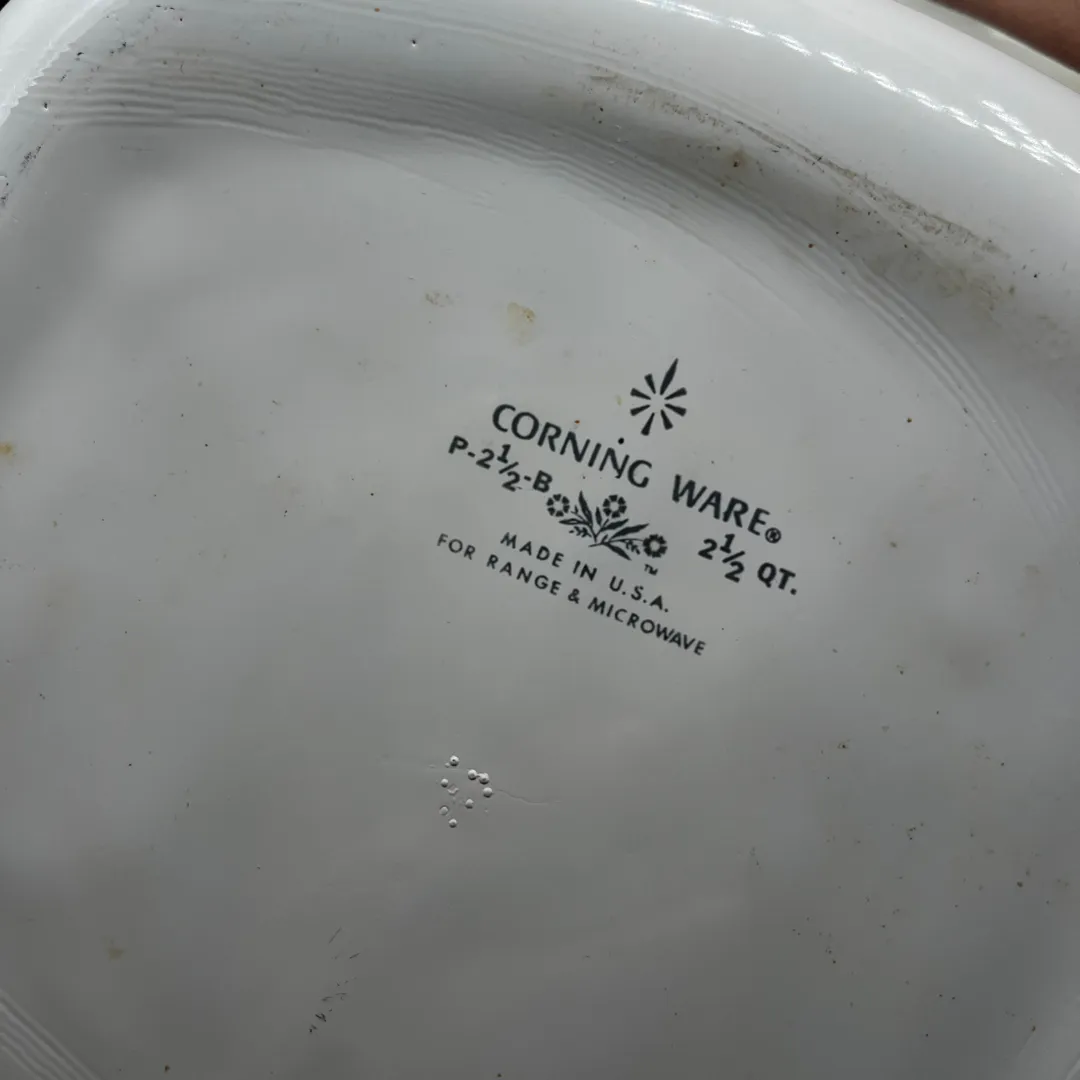 CORNING WARE®
P-2½-B 2½ QT.
™
MADE IN U.S.A.
FOR RANGE & MICROWAVE